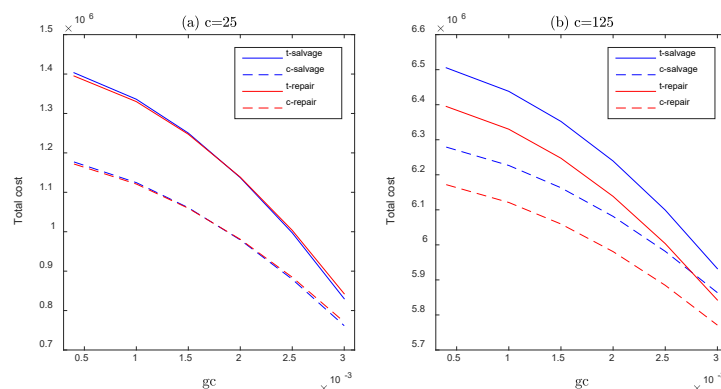 (a) c=25
× 10^6
1.5
1.4
1.3
1.2
1.1
1
0.9
0.8
0.7
Total cost
t-salvage
c-salvage
t-repair
c-repair
0.5 1 1.5 2 2.5 3
gc
× 10^-3
(b) c=125
× 10^6
6.6
6.5
6.4
6.3
6.2
6.1
6
5.9
5.8
5.7
Total cost
t-salvage
c-salvage
t-repair
c-repair
0.5 1 1.5 2 2.5 3
gc
× 10^-3